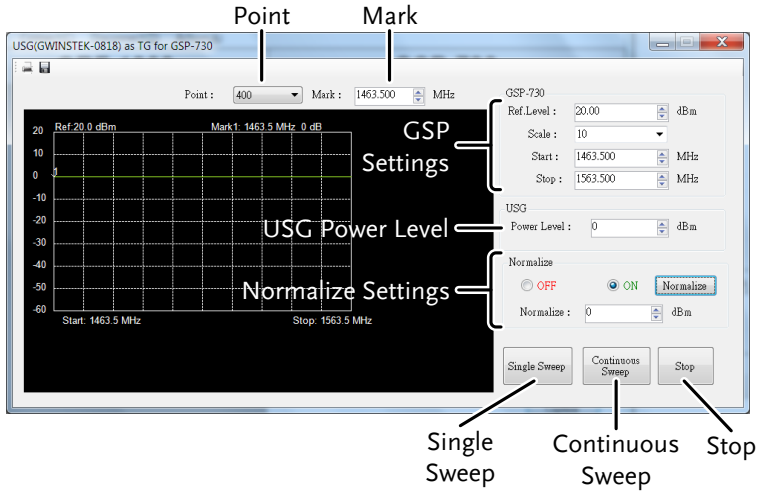 Point Mark
USG(GWINSTEK-0818) as TG for GSP-730
Point : 400 Mark : 1463.500 MHz
GSP-730
Ref.Level : 20.00 dBm
Scale : 10
Start : 1463.500 MHz
Stop : 1563.500 MHz
GSP
Settings
Ref:20.0 dBm Mark1: 1463.5 MHz 0 dB
20
10
0
1
-10
-20
-30
-40
-50
-60
Start: 1463.5 MHz Stop: 1563.5 MHz
USG
USG Power Level
Power Level : 0 dBm
Normalize
Normalize Settings
OFF ON Normalize
Normalize : 0 dBm
Single Sweep
Continuous
Sweep
Stop
Single
Sweep
Continuous
Sweep
Stop